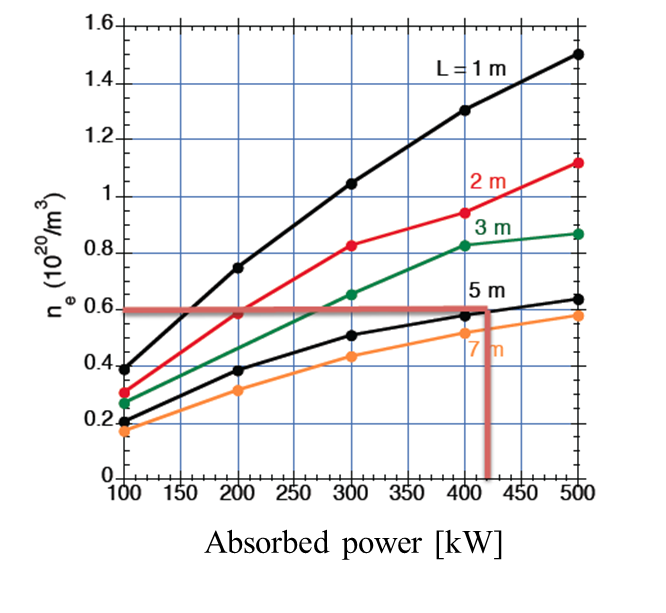 1.6
1.4
1.2
1
0.8
0.6
0.4
0.2
0
n_e (10^20/m^3)
L = 1 m
2 m
3 m
5 m
7 m
100 150 200 250 300 350 400 450 500
Absorbed power [kW]